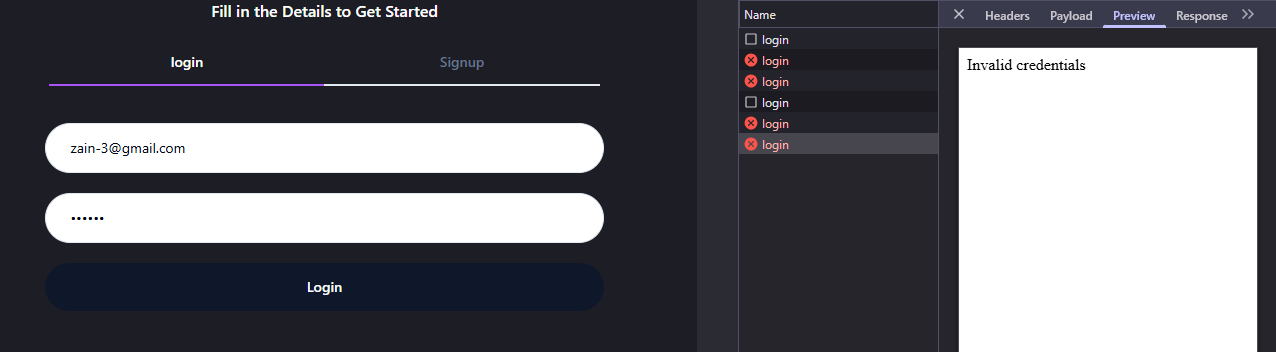 Fill in the Details to Get Started
login
Signup
zain-3@gmail.com
••••••
Login
Name
login
login
login
login
login
login
Headers
Payload
Preview
Response
Invalid credentials